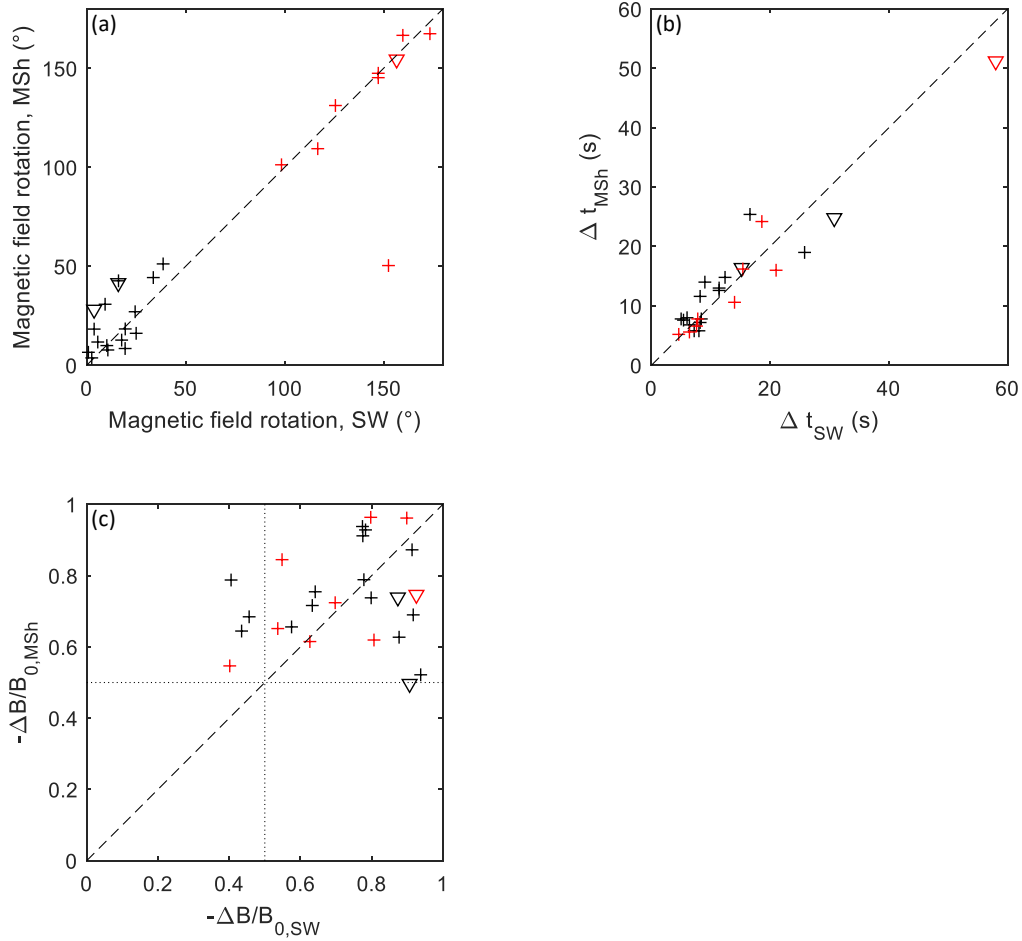 (a)
Magnetic field rotation, MSh (°)
150
100
50
0
0 50 100 150
Magnetic field rotation, SW (°)
(b)
Δ t_MSh (s)
60
50
40
30
20
10
0
0 20 40 60
Δ t_SW (s)
(c)
-ΔB/B_0,MSh
1
0.8
0.6
0.4
0.2
0
0 0.2 0.4 0.6 0.8 1
-ΔB/B_0,SW